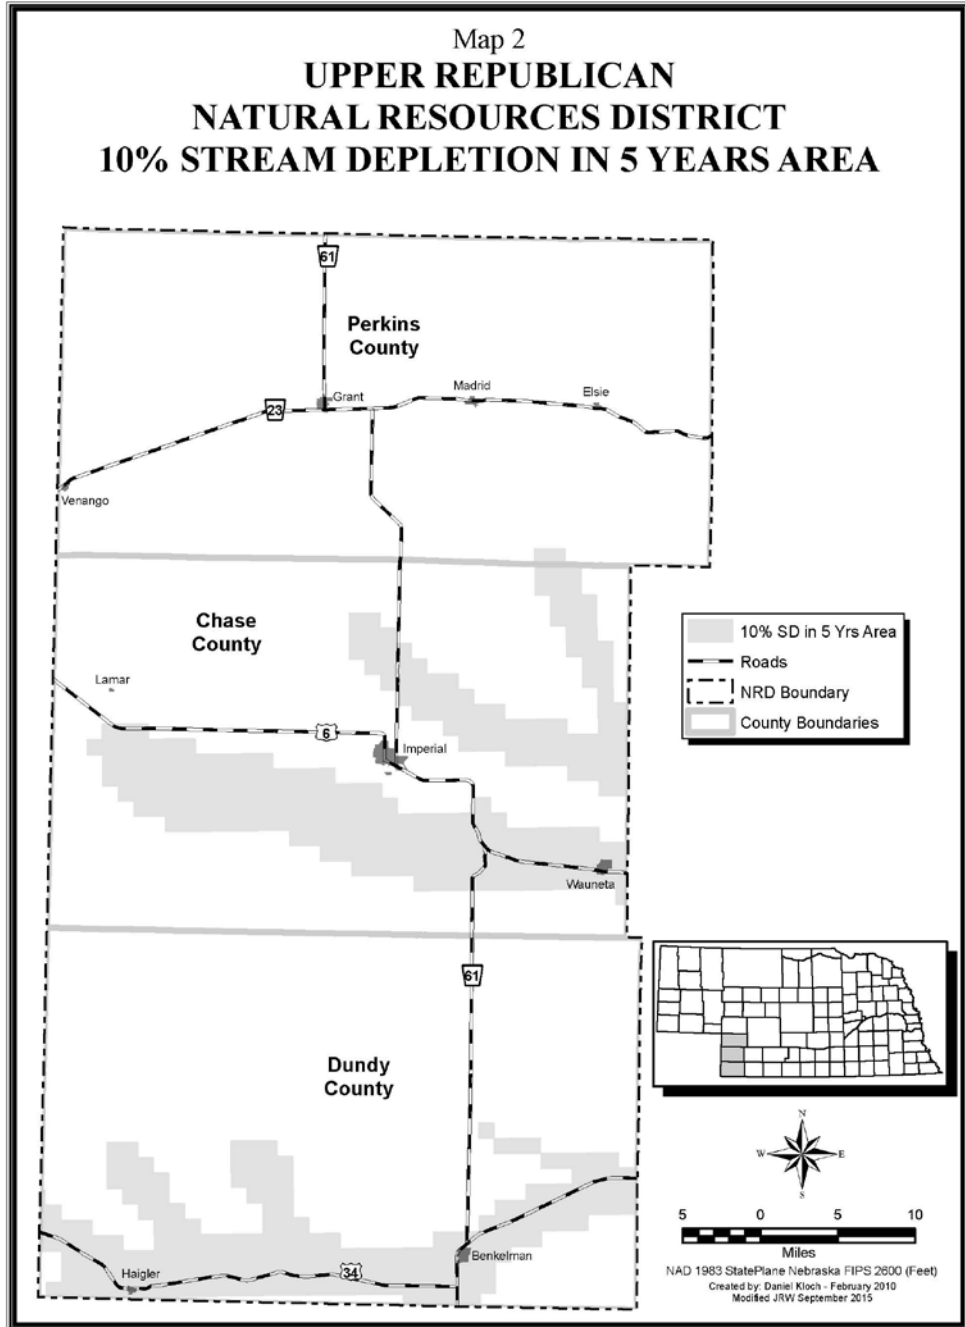 Map 2
UPPER REPUBLICAN
NATURAL RESOURCES DISTRICT
10% STREAM DEPLETION IN 5 YEARS AREA
61
Perkins
County
Grant
Madrid
Elsie
23
Venango
Chase
County
Lamar
6
Imperial
Wauneta
10% SD in 5 Yrs Area
Roads
NRD Boundary
County Boundaries
61
Dundy
County
Benkelman
Haigler
34
N
W
E
S
5 0 5 10
Miles
NAD 1983 StatePlane Nebraska FIPS 2600 (Feet)
Created by: Daniel Kloch - February 2010
Modified JRW September 2015